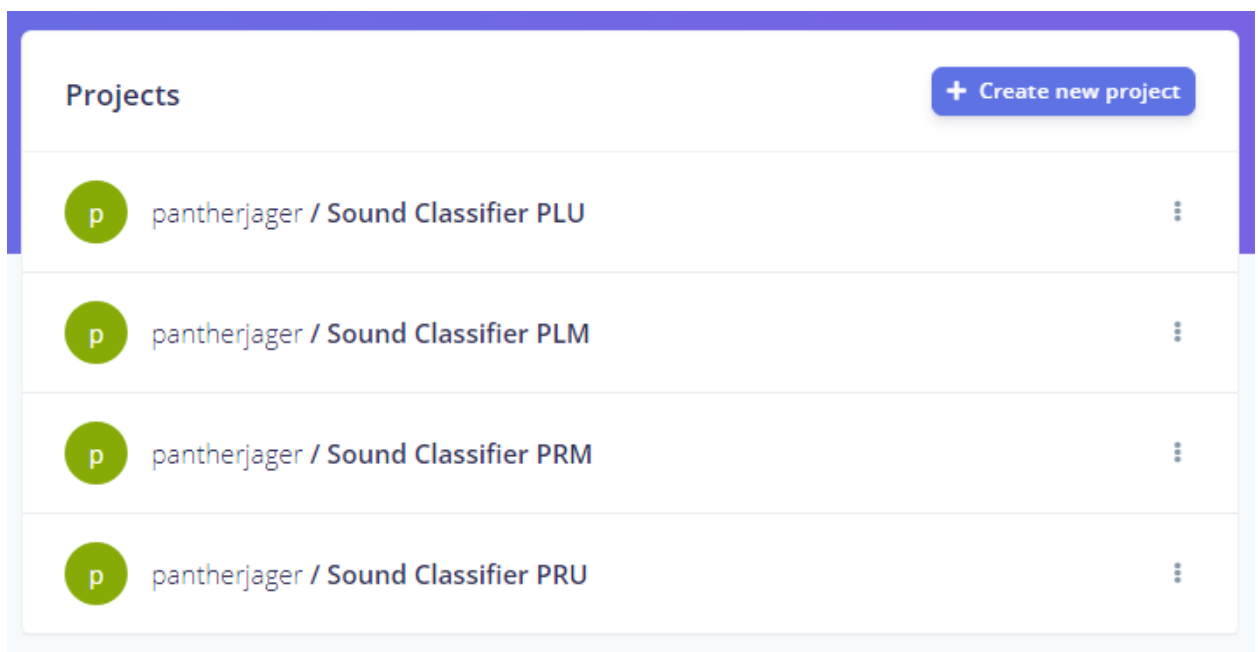 Projects
+ Create new project
p pantherjager / Sound Classifier PLU
p pantherjager / Sound Classifier PLM
p pantherjager / Sound Classifier PRM
p pantherjager / Sound Classifier PRU